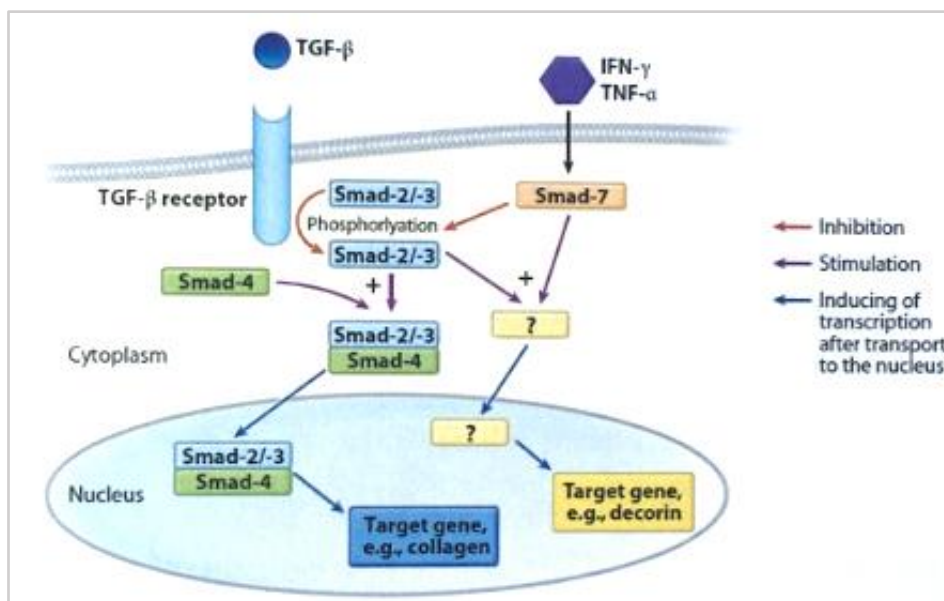 TGF-β
IFN-γ
TNF-α
TGF-β receptor
Smad-2/-3
Smad-7
Phosphorlyation
Smad-2/-3
Smad-4
+
+
?
Smad-2/-3
Smad-4
Cytoplasm
Inhibition
Stimulation
Inducing of
transcription
after transport
to the nucleus
?
Smad-2/-3
Smad-4
Nucleus
Target gene,
e.g., collagen
Target gene,
e.g., decorin